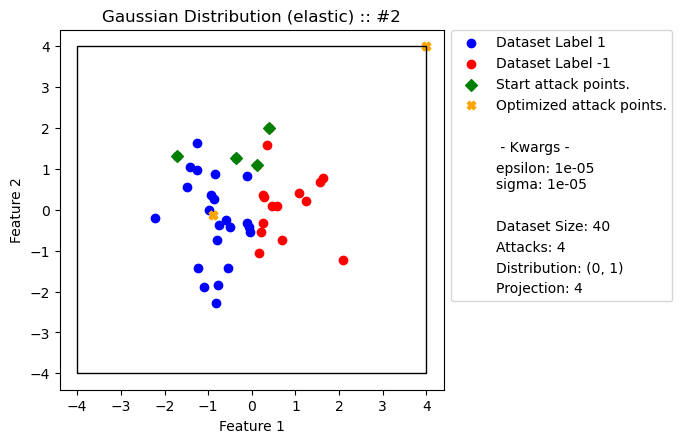 Gaussian Distribution (elastic) :: #2
4
3
2
1
0
−1
−2
−3
−4
Feature 2
−4
−3
−2
−1
0
1
2
3
4
Feature 1
Dataset Label 1
Dataset Label -1
Start attack points.
Optimized attack points.
- Kwargs -
epsilon: 1e-05
sigma: 1e-05
Dataset Size: 40
Attacks: 4
Distribution: (0, 1)
Projection: 4